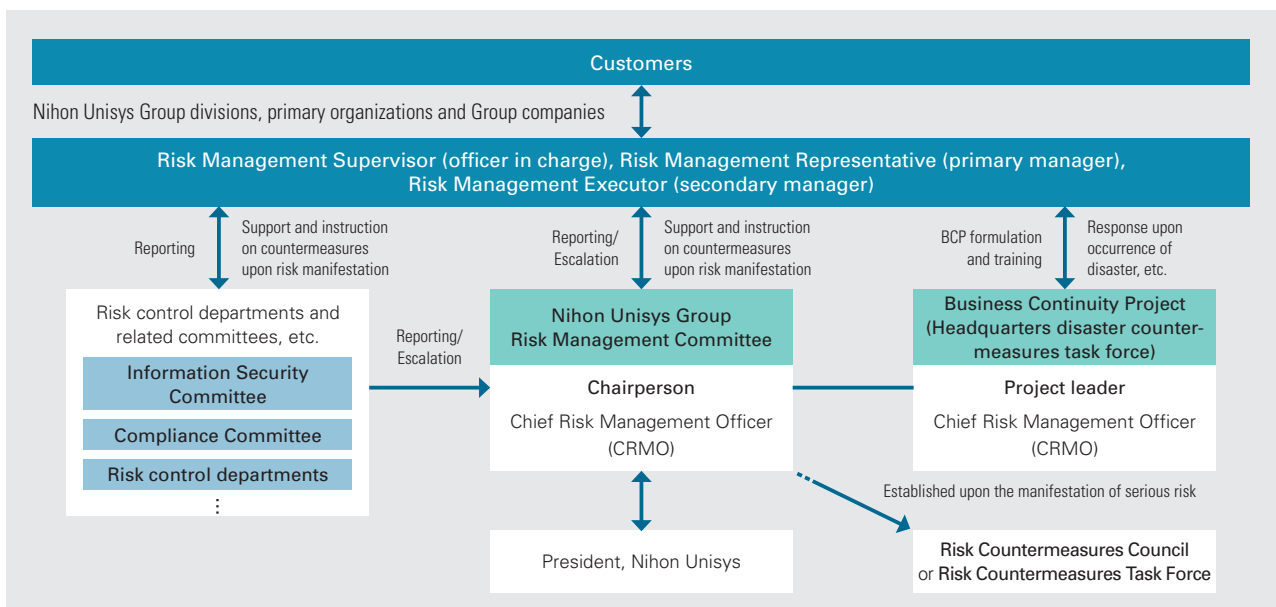 Customers
Nihon Unisys Group divisions, primary organizations and Group companies
Risk Management Supervisor (officer in charge), Risk Management Representative (primary manager),
Risk Management Executor (secondary manager)
Reporting
Support and instruction
on countermeasures
upon risk manifestation
Reporting/
Escalation
Support and instruction
on countermeasures
upon risk manifestation
BCP formulation
and training
Response upon
occurrence of
disaster, etc.
Risk control departments and
related committees, etc.
Information Security
Committee
Compliance Committee
Risk control departments
⋮
Reporting/
Escalation
Nihon Unisys Group
Risk Management Committee
Chairperson
Chief Risk Management Officer
(CRMO)
Business Continuity Project
(Headquarters disaster counter-
measures task force)
Project leader
Chief Risk Management Officer
(CRMO)
Established upon the manifestation of serious risk
President, Nihon Unisys
Risk Countermeasures Council
or Risk Countermeasures Task Force